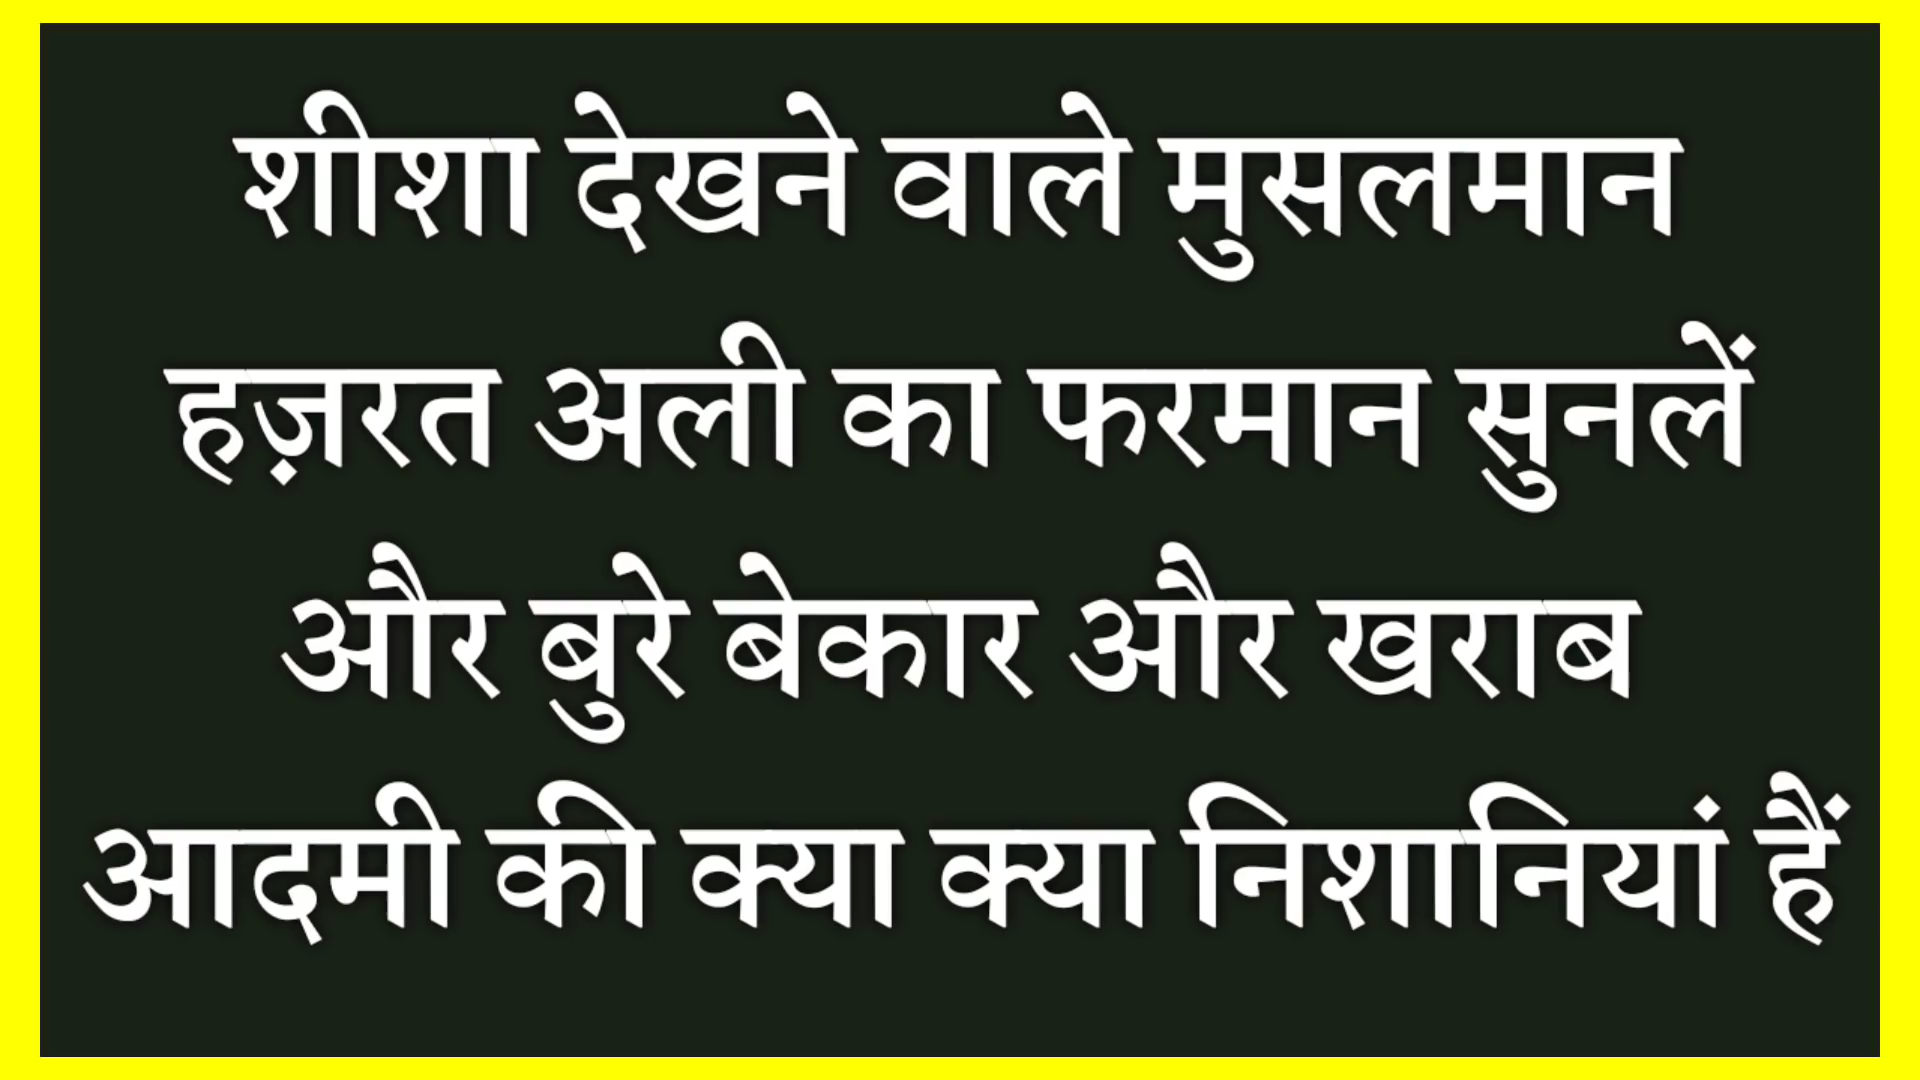 शीशा देखने वाले मुसलमान
हज़रत अली का फरमान सुनलें
और बुरे बेकार और खराब
आदमी की क्या क्या निशानियां हैं